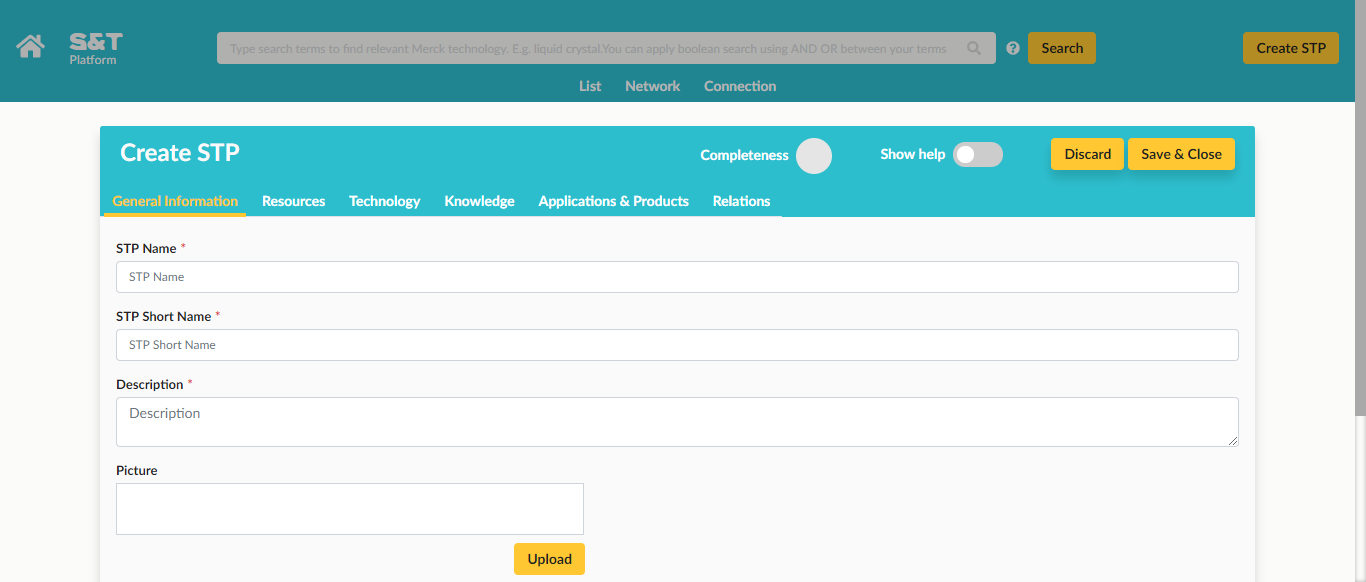 S&T
Platform
Type search terms to find relevant Merck technology. E.g. liquid crystal.You can apply boolean search using AND OR between your terms
?
Search
Create STP
List Network Connection
Create STP
Completeness
Show help
Discard
Save & Close
General Information Resources Technology Knowledge Applications & Products Relations
STP Name *
STP Name
STP Short Name *
STP Short Name
Description *
Description
Picture
Upload